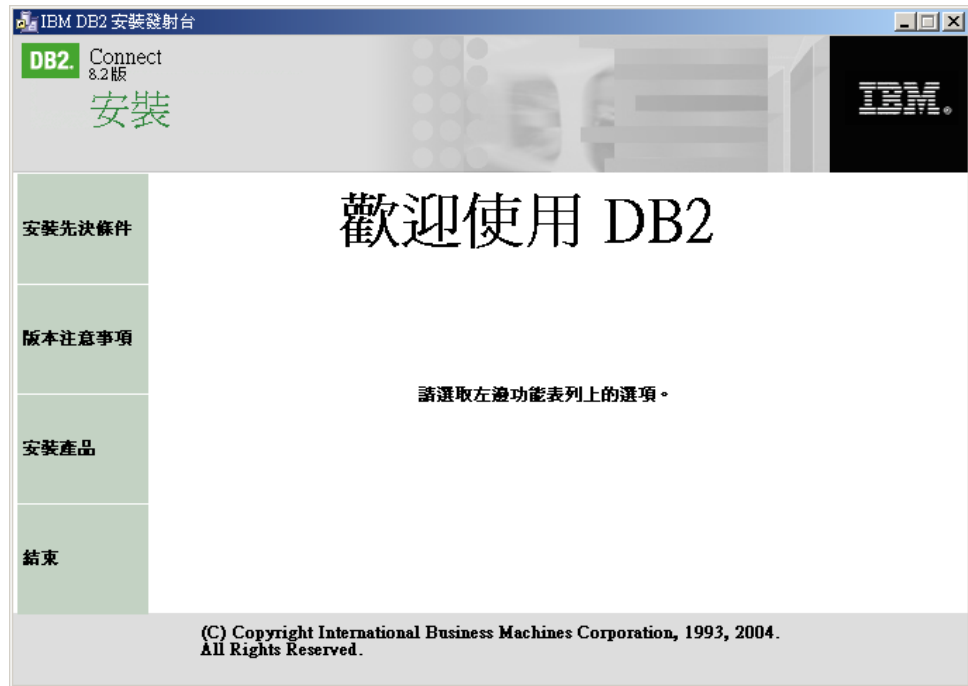 IBM DB2 安裝發射台
DB2. Connect
8.2版
安裝
IBM.
安裝先決條件
版本注意事項
安裝產品
結束
歡迎使用 DB2
請選取左邊功能表列上的選項。
(C) Copyright International Business Machines Corporation, 1993, 2004.
All Rights Reserved.